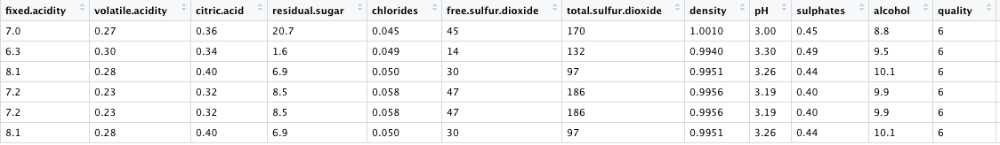 fixed.acidity volatile.acidity citric.acid residual.sugar chlorides free.sulfur.dioxide total.sulfur.dioxide density pH sulphates alcohol quality
7.0 0.27 0.36 20.7 0.045 45 170 1.0010 3.00 0.45 8.8 6
6.3 0.30 0.34 1.6 0.049 14 132 0.9940 3.30 0.49 9.5 6
8.1 0.28 0.40 6.9 0.050 30 97 0.9951 3.26 0.44 10.1 6
7.2 0.23 0.32 8.5 0.058 47 186 0.9956 3.19 0.40 9.9 6
7.2 0.23 0.32 8.5 0.058 47 186 0.9956 3.19 0.40 9.9 6
8.1 0.28 0.40 6.9 0.050 30 97 0.9951 3.26 0.44 10.1 6